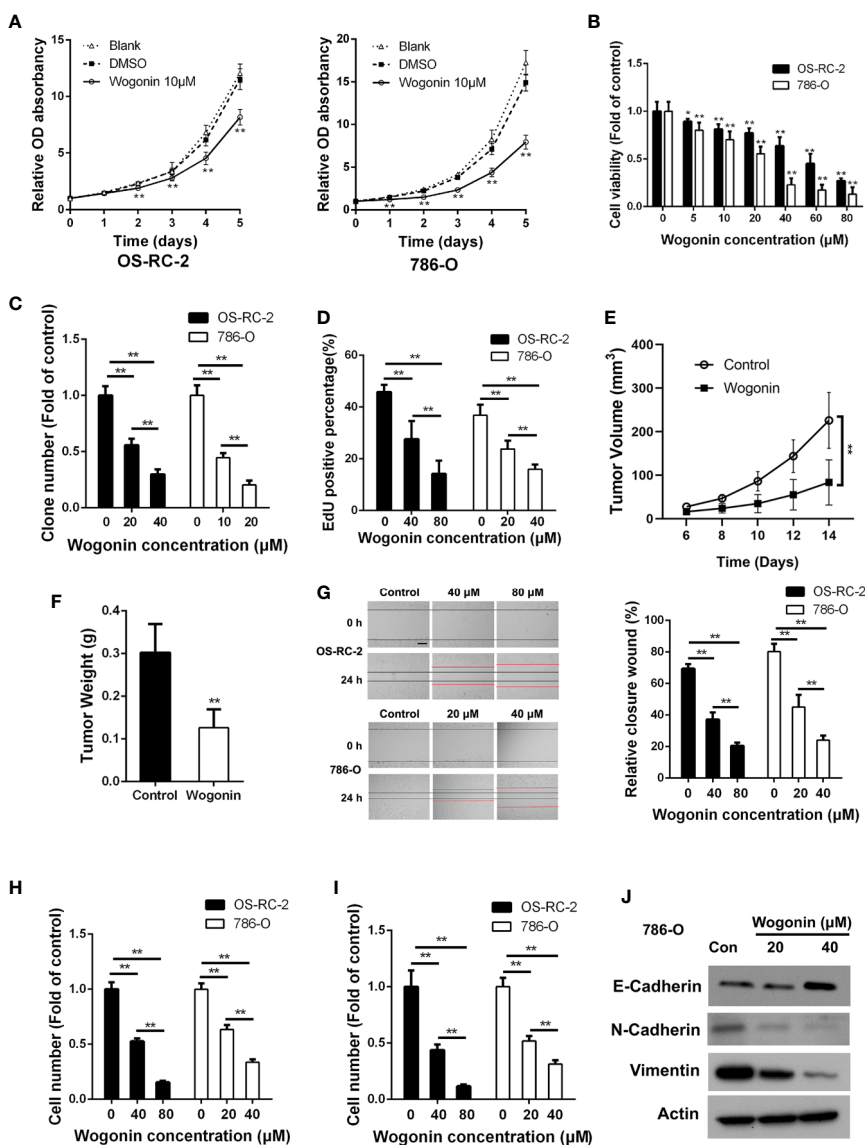 A
Relative OD absorbancy
15
10
5
0
Blank
DMSO
Wogonin 10μM
** ** ** **
0 1 2 3 4 5
Time (days)
OS-RC-2
Relative OD absorbancy
20
15
10
5
0
Blank
DMSO
Wogonin 10μM
** ** ** ** **
0 1 2 3 4 5
Time (days)
786-O
B
Cell viability (Fold of control)
1.5
1.0
0.5
0.0
OS-RC-2
786-O
* ** ** ** ** ** ** ** ** ** ** **
0 5 10 20 40 60 80
Wogonin concentration (μM)
C
Clone number (Fold of control)
1.5
1.0
0.5
0.0
OS-RC-2
786-O
** ** ** ** ** **
0 20 40 0 10 20
Wogonin concentration (μM)
D
EdU positive percentage(%)
60
40
20
0
OS-RC-2
786-O
** ** ** ** ** **
0 40 80 0 20 40
Wogonin concentration (μM)
E
Tumor Volume (mm3)
400
300
200
100
0
Control
Wogonin
**
6 8 10 12 14
Time (Days)
F
Tumor Weight (g)
0.4
0.3
0.2
0.1
0.0
**
Control Wogonin
G
Control 40 μM 80 μM
0 h
OS-RC-2
24 h
Control 20 μM 40 μM
0 h
786-O
24 h
Relative closure wound (%)
100
80
60
40
20
0
OS-RC-2
786-O
** ** ** ** ** **
0 40 80 0 20 40
Wogonin concentration (μM)
H
Cell number (Fold of control)
1.5
1.0
0.5
0.0
OS-RC-2
786-O
** ** ** ** ** **
0 40 80 0 20 40
Wogonin concentration (μM)
I
Cell number (Fold of control)
1.5
1.0
0.5
0.0
OS-RC-2
786-O
** ** ** ** ** **
0 40 80 0 20 40
Wogonin concentration (μM)
J
786-O
Wogonin (μM)
Con 20 40
E-Cadherin
N-Cadherin
Vimentin
Actin